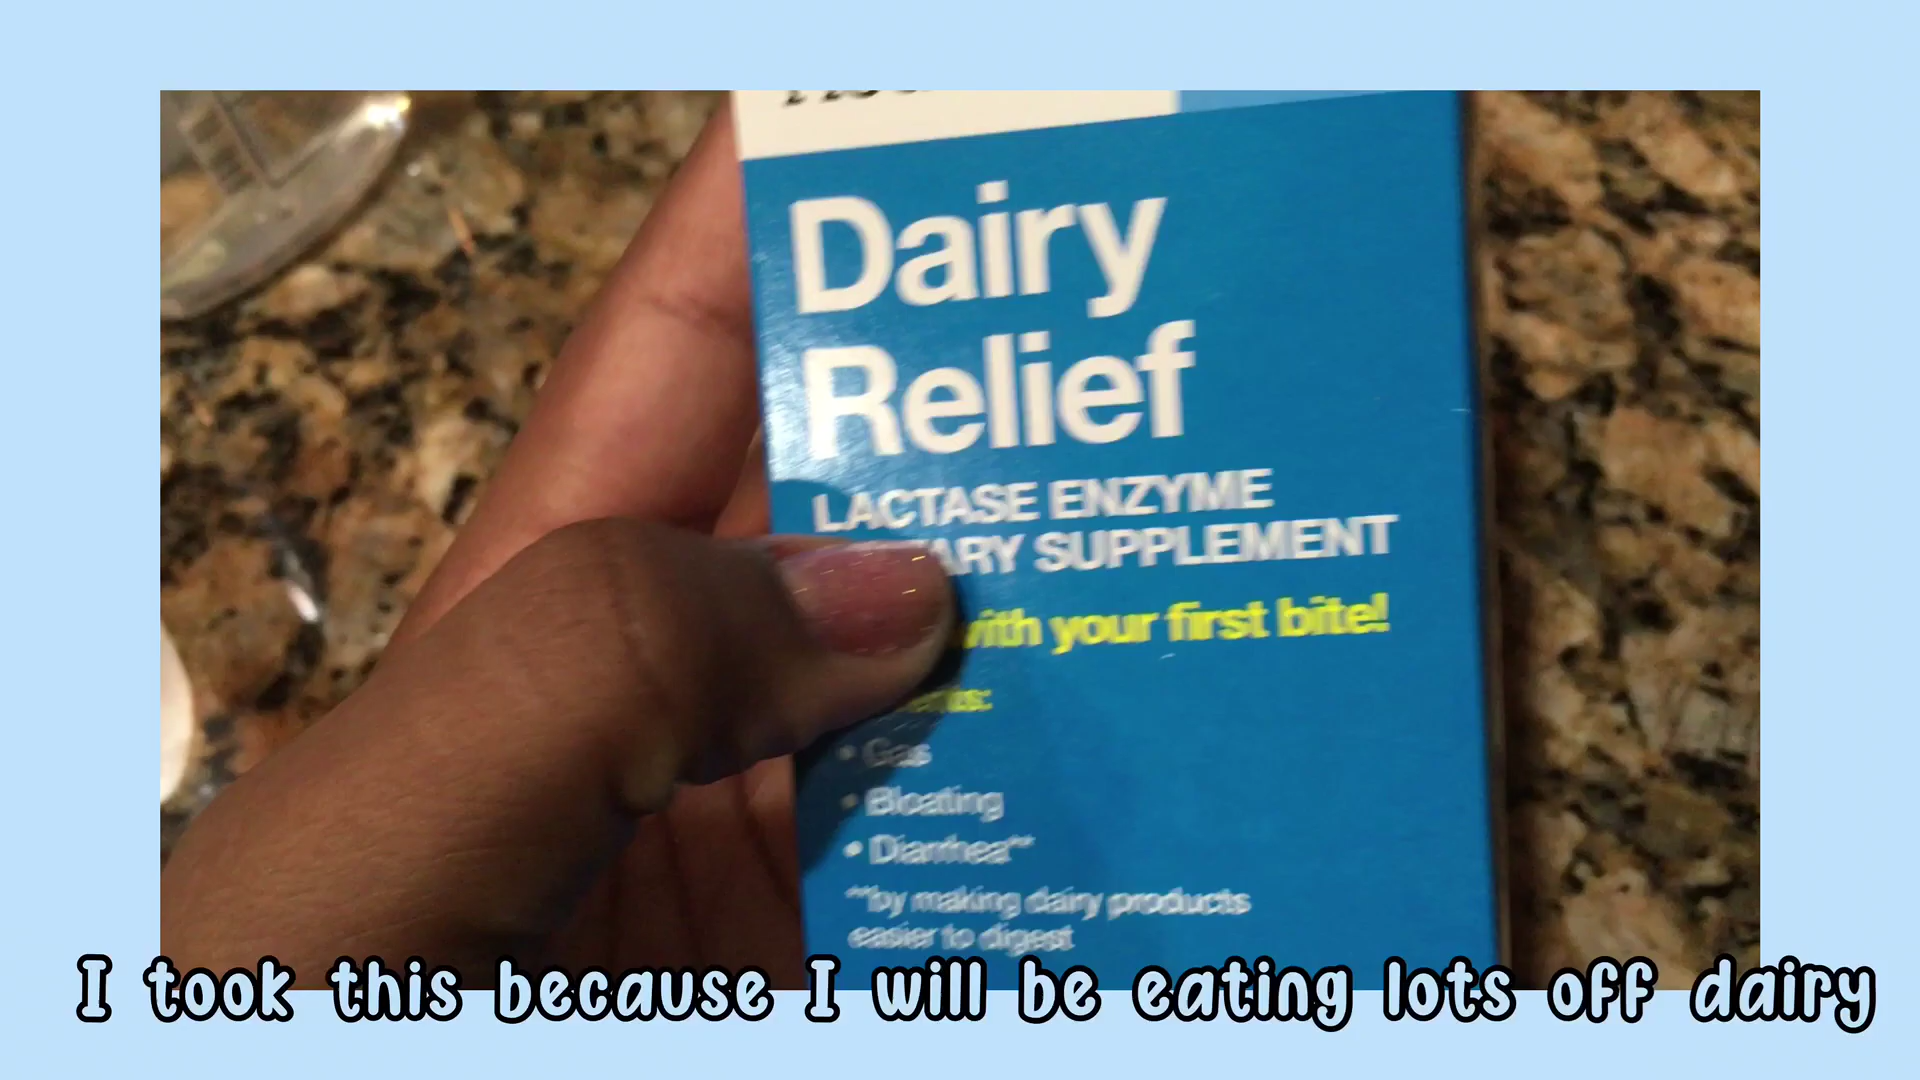 Dairy
Relief
LACTASE ENZYME
SUPPLEMENT
with your first bite!
• Gas
• Bloating
• Diarrhea**
**by making dairy products
easier to digest
I took this because I will be eating lots off dairy